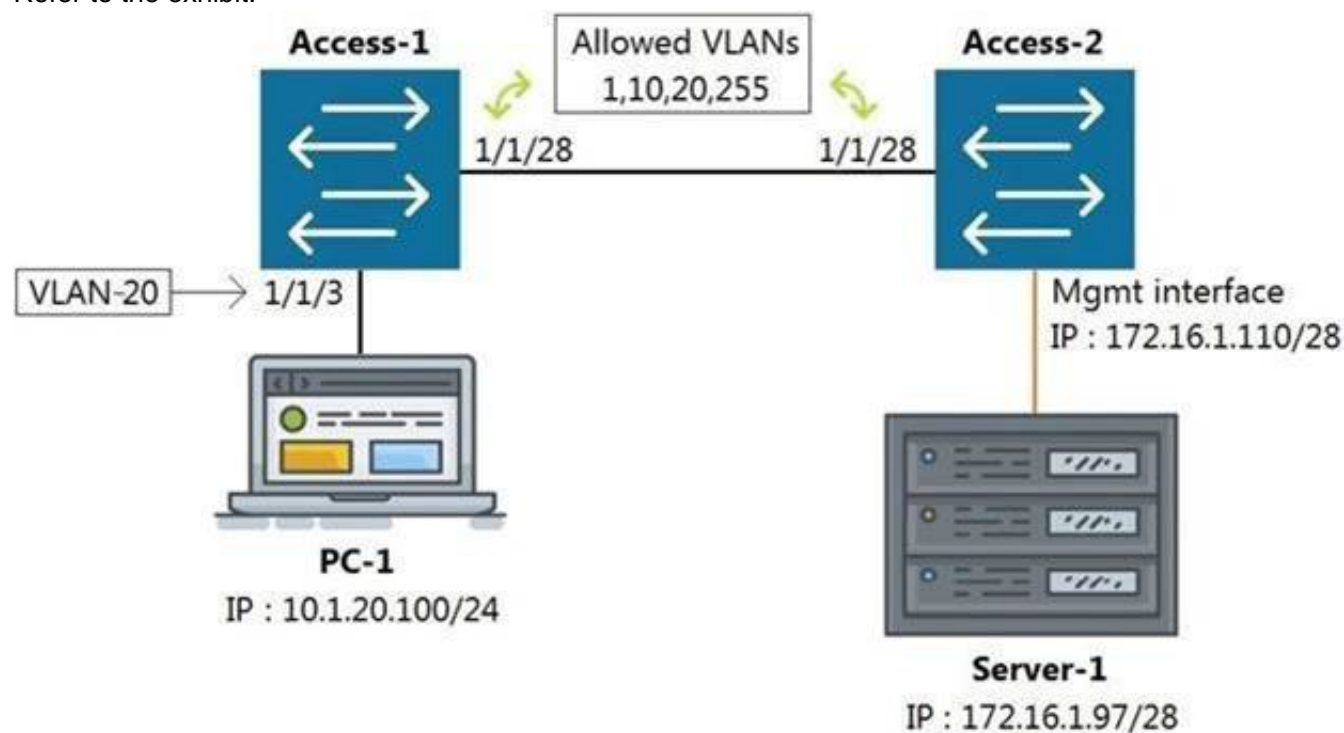 Refer to the exhibit.
Access-1
Allowed VLANs
1,10,20,255
Access-2
1/1/28
1/1/28
VLAN-20
1/1/3
Mgmt interface
IP : 172.16.1.110/28
PC-1
IP : 10.1.20.100/24
Server-1
IP : 172.16.1.97/28